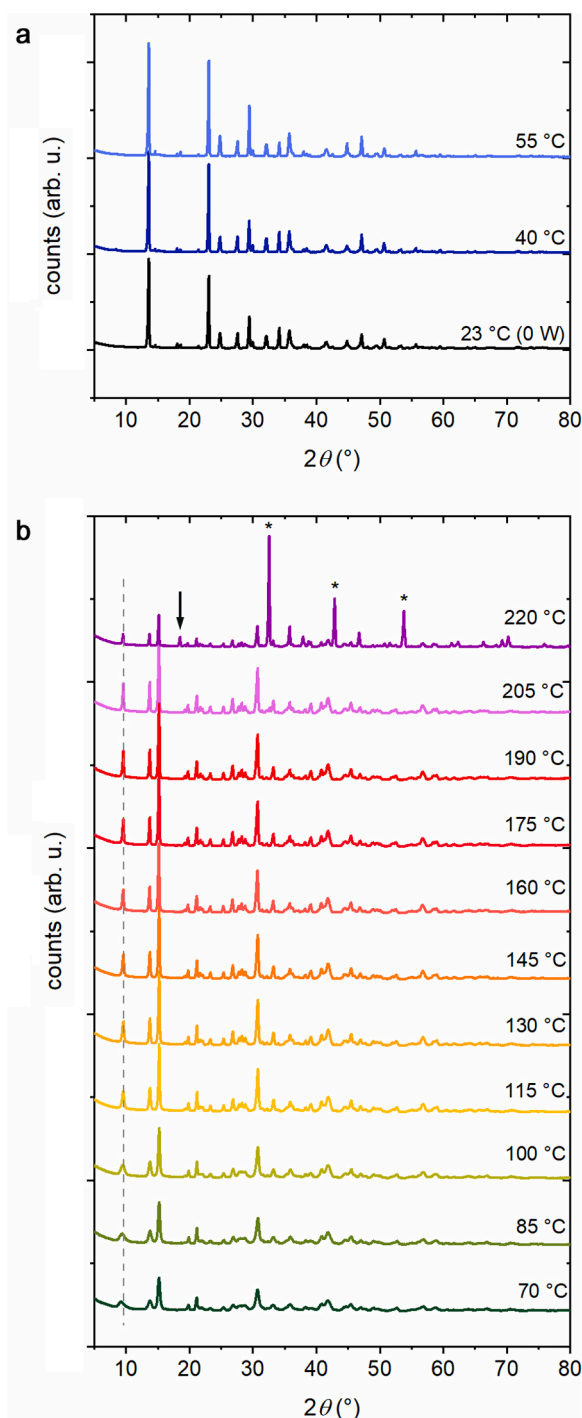 a
counts (arb. u.)
55 °C
40 °C
23 °C (0 W)
10 20 30 40 50 60 70 80
2θ (°)
b
counts (arb. u.)
* * *
220 °C
205 °C
190 °C
175 °C
160 °C
145 °C
130 °C
115 °C
100 °C
85 °C
70 °C
10 20 30 40 50 60 70 80
2θ (°)